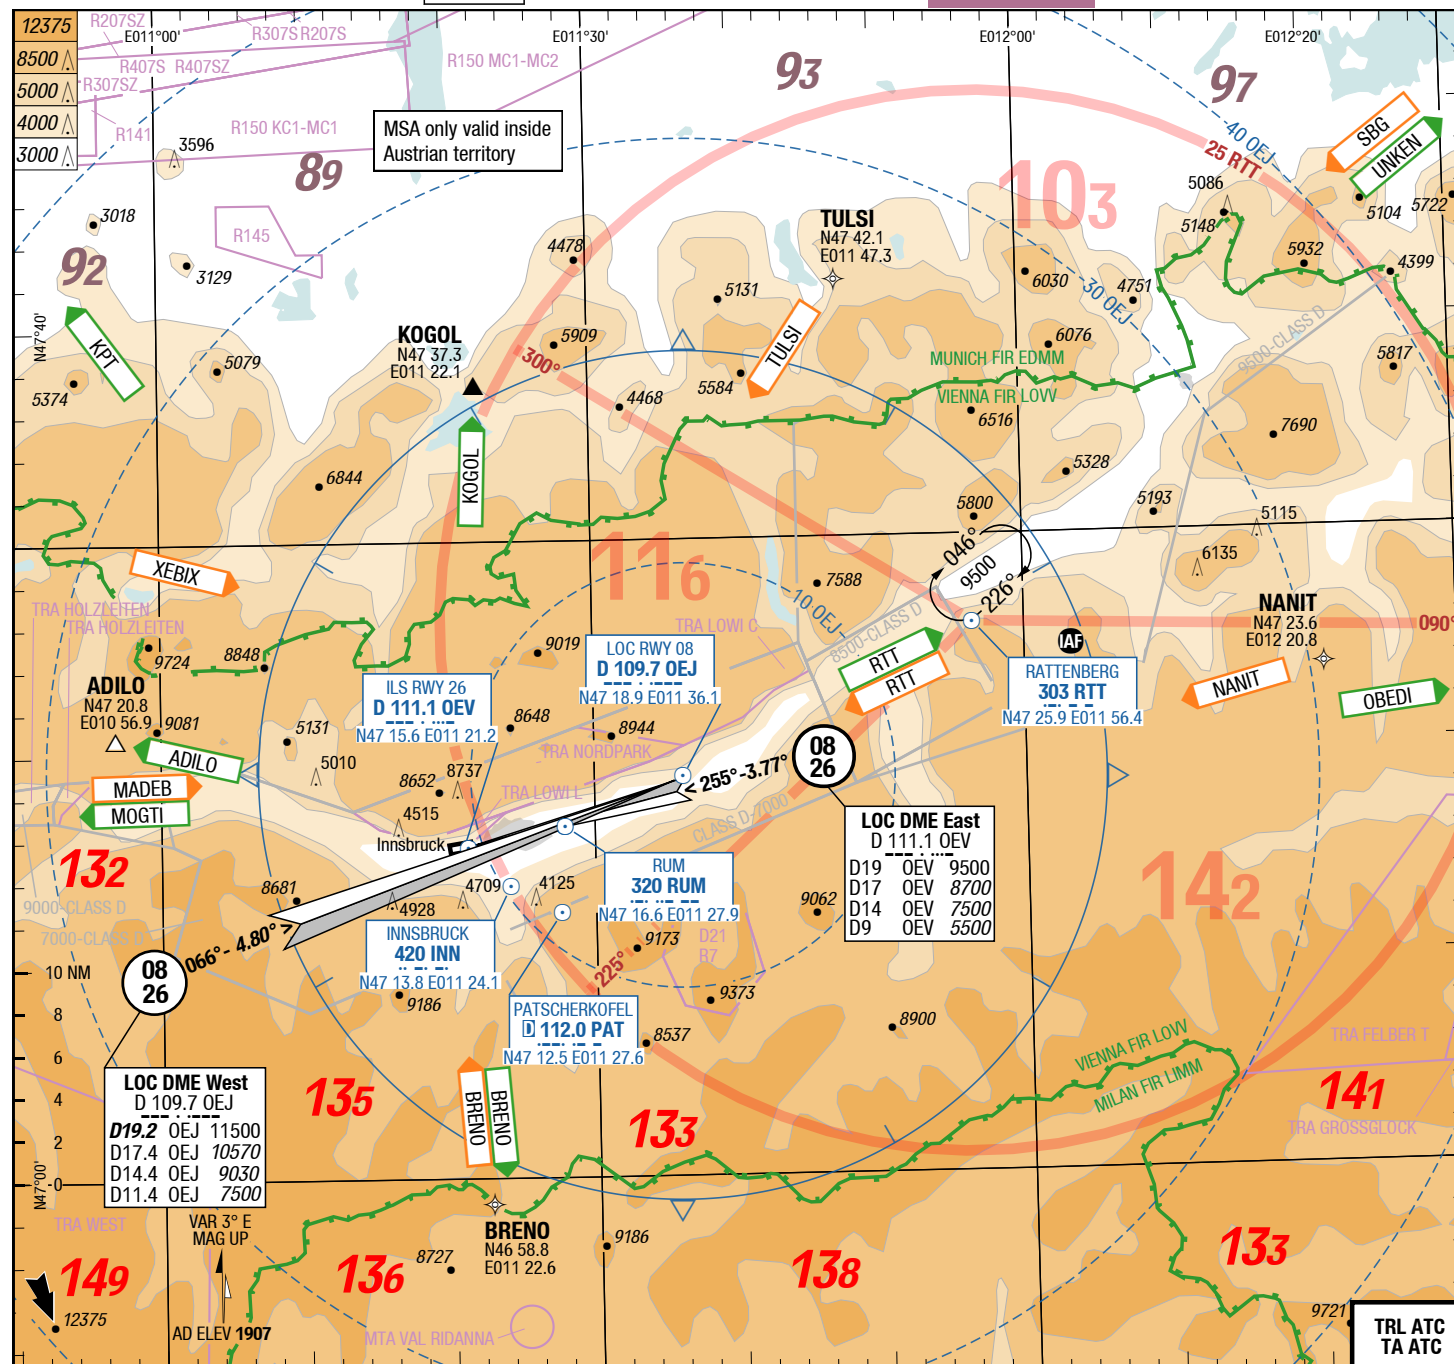 12375
8500
5000
4000
3000
R207SZ
R307S R207S
R407S R407SZ
R307SZ
R141
R150 KC1-MC1
R150 MC1-MC2
E011°00'
E011°30'
E012°00'
E012°20'
MSA only valid inside
Austrian territory
93
97
89
92
103
116
132
135
133
142
141
149
136
138
133
40 OEJ
25 RTT
30 OEJ
10 OEJ
SBG
UNKEN
3596
3018
3129
R145
N47°40'
KPT
5079
5374
6844
4478
5909
4468
5131
5584
TULSI
N47 42.1
E011 47.3
TULSI
KOGOL
N47 37.3
E011 22.1
KOGOL
300°
6030
4751
6076
5086
5148
5932
5104
5722
4399
5817
9500-CLASS D
MUNICH FIR EDMM
VIENNA FIR LOVV
6516
7690
5328
5193
5115
6135
5800
046°
9500
226°
7588
8500-CLASS D
NANIT
N47 23.6
E012 20.8
090°
IAF
RATTENBERG
303 RTT
N47 25.9 E011 56.4
NANIT
OBEDI
RTT
RTT
XEBIX
TRA HOLZLEITEN
TRA HOLZLEITEN
9724
8848
ADILO
N47 20.8
E010 56.9
9081
ADILO
MADEB
MOGTI
5131
5010
9019
8648
8944
8652
8737
4515
TRA LOWI C
TRA NORDPARK
TRA LOWI L
LOC RWY 08
D 109.7 OEJ
N47 18.9 E011 36.1
ILS RWY 26
D 111.1 OEV
N47 15.6 E011 21.2
Innsbruck
< 255°-3.77°
08
26
CLASS D-7000
LOC DME East
D 111.1 OEV
D19 OEV 9500
D17 OEV 8700
D14 OEV 7500
D9 OEV 5500
RUM
320 RUM
N47 16.6 E011 27.9
8681
4928
4709
4125
9062
9173
D21
R7
9373
225°
INNSBRUCK
420 INN
N47 13.8 E011 24.1
PATSCHERKOFEL
D 112.0 PAT
N47 12.5 E011 27.6
9186
8537
8900
9000-CLASS D
7000-CLASS D
066°- 4.80° >
08
26
10 NM
8
6
4
2
0
N47°00'
LOC DME West
D 109.7 OEJ
D19.2 OEJ 11500
D17.4 OEJ 10570
D14.4 OEJ 9030
D11.4 OEJ 7500
BRENO
BRENO
BRENO
N46 58.8
E011 22.6
VIENNA FIR LOVV
MILAN FIR LIMM
TRA FELBER T
TRA GROSSGLOCK
TRA WEST
VAR 3° E
MAG UP
AD ELEV 1907
12375
8727
9186
MTA VAL RIDANNA
9721
TRL ATC
TA ATC